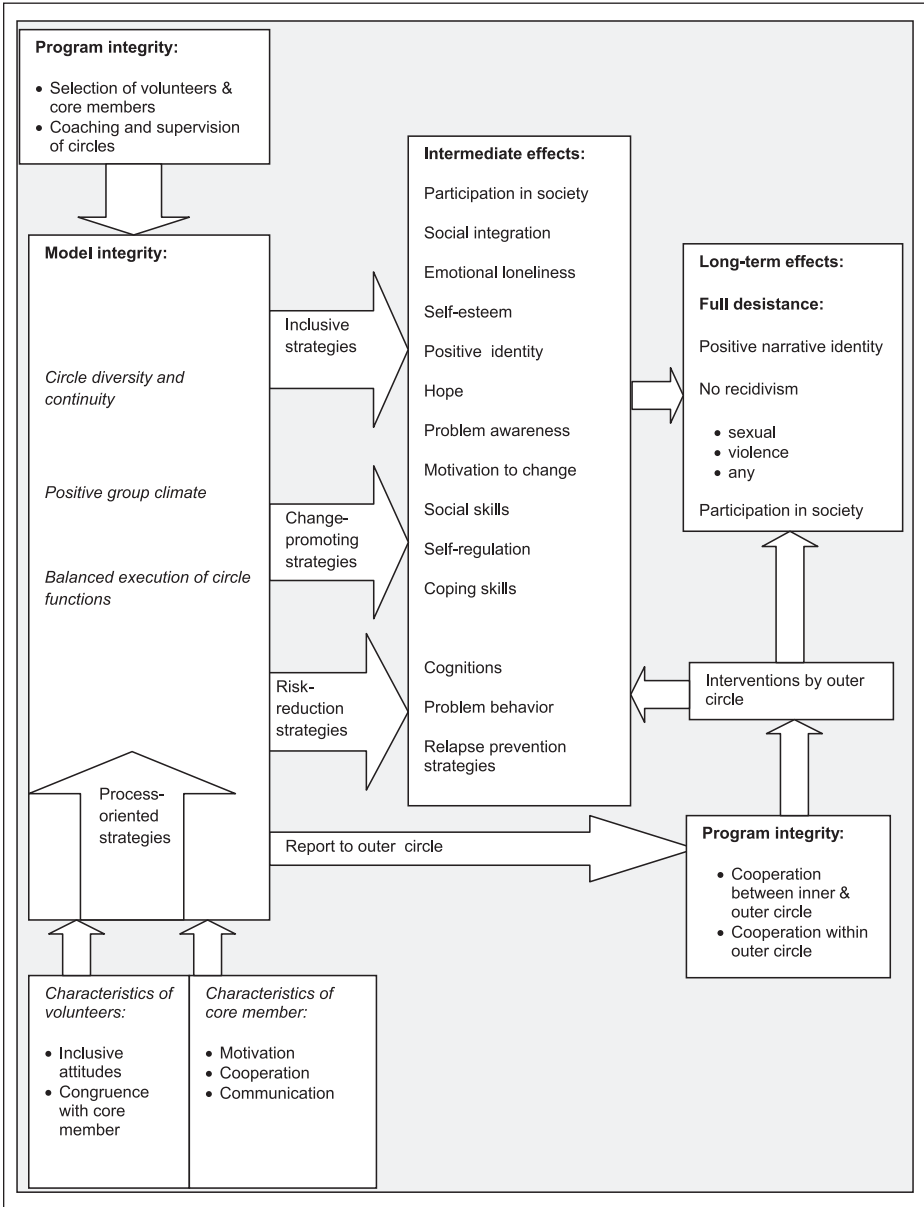 Program integrity:
• Selection of volunteers &
core members
• Coaching and supervision
of circles
Model integrity:
Circle diversity and
continuity
Positive group climate
Balanced execution of circle
functions
Process-
oriented
strategies
Inclusive
strategies
Change-
promoting
strategies
Risk-
reduction
strategies
Report to outer circle
Intermediate effects:
Participation in society
Social integration
Emotional loneliness
Self-esteem
Positive identity
Hope
Problem awareness
Motivation to change
Social skills
Self-regulation
Coping skills
Cognitions
Problem behavior
Relapse prevention
strategies
Long-term effects:
Full desistance:
Positive narrative identity
No recidivism
• sexual
• violence
• any
Participation in society
Interventions by outer
circle
Program integrity:
• Cooperation
between inner &
outer circle
• Cooperation within
outer circle
Characteristics of
volunteers:
• Inclusive
attitudes
• Congruence
with core
member
Characteristics of
core member:
• Motivation
• Cooperation
• Communication